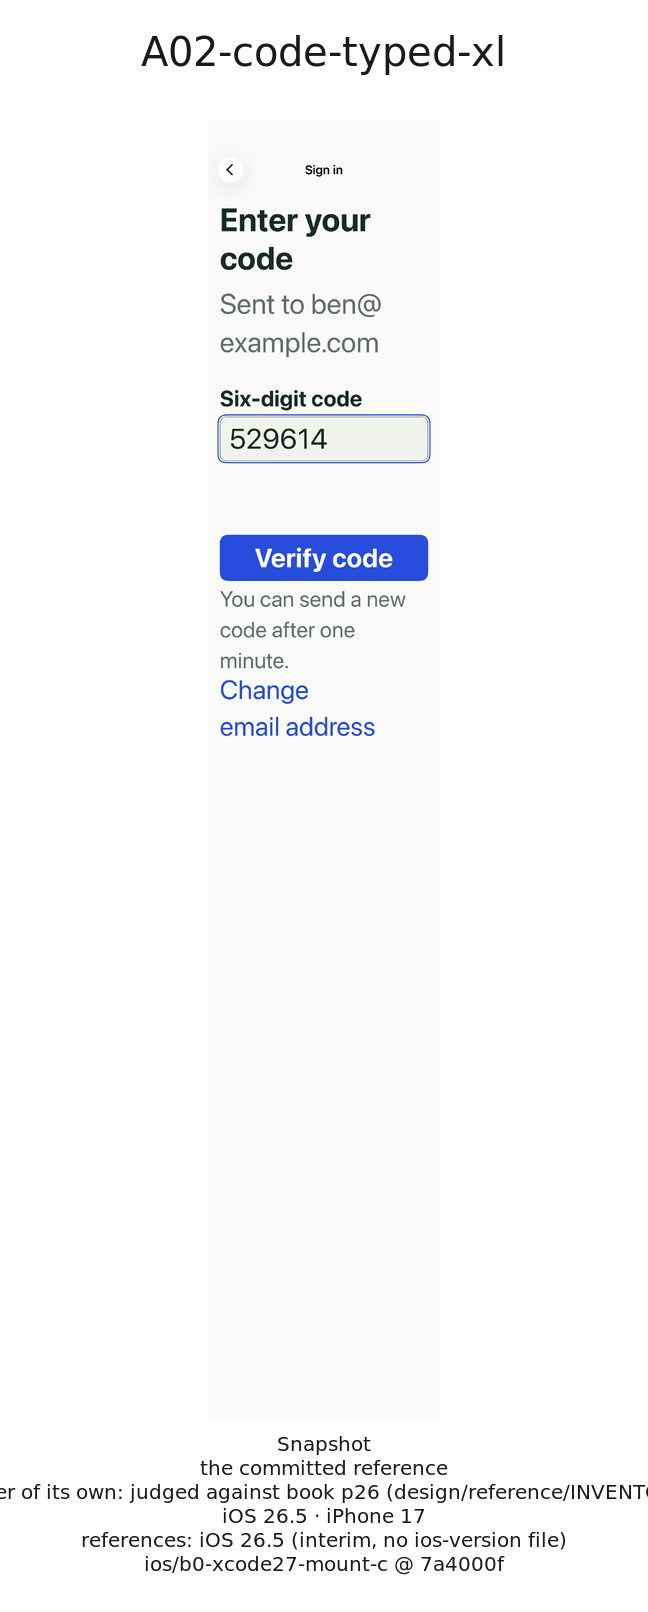 A02-code-typed-xl
Sign in
Enter your
code
Sent to ben@
example.com
Six-digit code
529614
Verify code
You can send a new
code after one
minute.
Change
email address
Snapshot
the committed reference
of its own: judged against book p26 (design/reference/
iOS 26.5 · iPhone 17
references: iOS 26.5 (interim, no ios-version file)
ios/b0-xcode27-mount-c @ 7a4000f